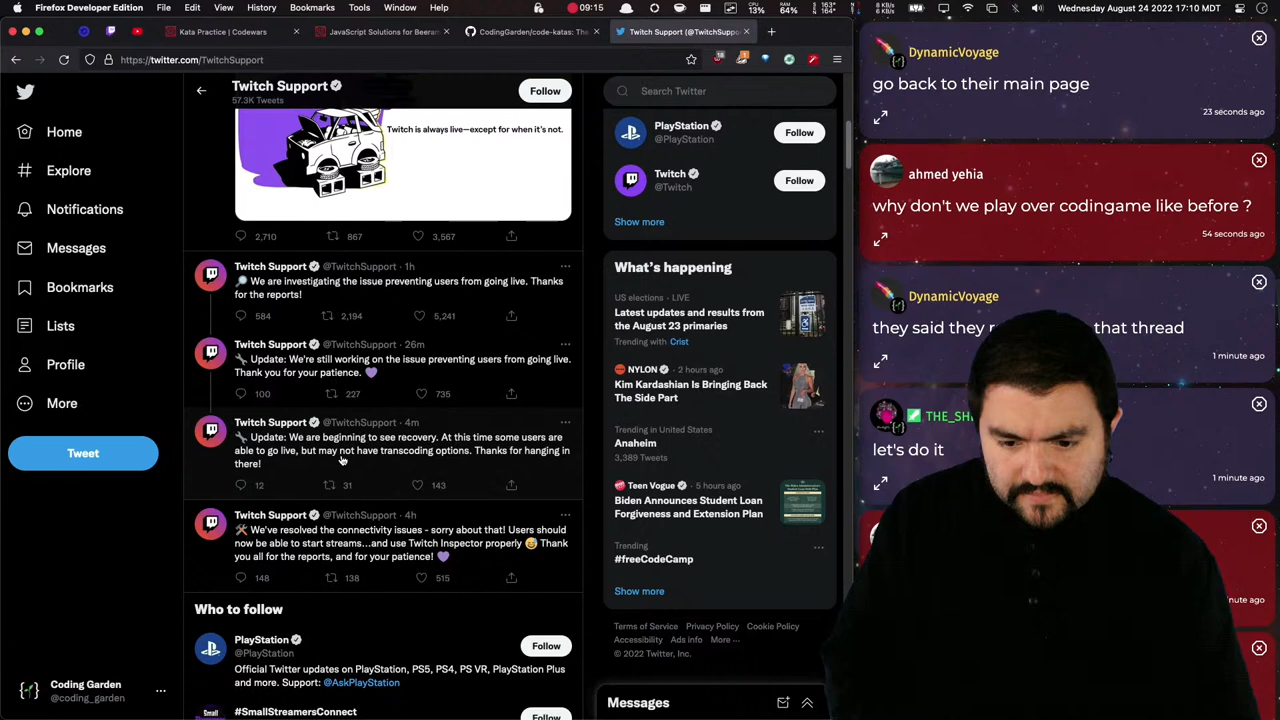 Firefox Developer Edition File Edit View History Bookmarks Tools Window Help
09:15
8 KB/s
6 KB/s
CPU 13%
RAM 64%
163°
Wednesday August 24 2022 17:10 MDT
Kata Practice | Codewars
JavaScript Solutions for Beeram
CodingGarden/code-katas: The
Twitch Support (@TwitchSuppo
https://twitter.com/TwitchSupport
Twitch Support
57.3K Tweets
Follow
Search Twitter
Home
Explore
Notifications
Messages
Bookmarks
Lists
Profile
More
Tweet
Coding Garden
@coding_garden
Twitch is always live—except for when it's not.
2,710 867 3,567
Twitch Support @TwitchSupport · 1h
We are investigating the issue preventing users from going live. Thanks
for the reports!
584 2,194 5,241
Twitch Support @TwitchSupport · 26m
Update: We're still working on the issue preventing users from going live.
Thank you for your patience.
100 227 735
Twitch Support @TwitchSupport · 4m
Update: We are beginning to see recovery. At this time some users are
able to go live, but may not have transcoding options. Thanks for hanging in
there!
12 31 143
Twitch Support @TwitchSupport · 4h
We've resolved the connectivity issues - sorry about that! Users should
now be able to start streams...and use Twitch Inspector properly Thank
you all for the reports, and for your patience!
148 138 515
Who to follow
PlayStation
@PlayStation
Follow
Official Twitter updates on PlayStation, PS5, PS4, PS VR, PlayStation Plus
and more. Support: @AskPlayStation
#SmallStreamersConnect
Follow
PlayStation
@PlayStation
Follow
Twitch
@Twitch
Follow
Show more
What's happening
US elections · LIVE
Latest updates and results from
the August 23 primaries
Trending with Crist
NYLON · 2 hours ago
Kim Kardashian Is Bringing Back
The Side Part
Trending in United States
Anaheim
3,389 Tweets
Teen Vogue · 5 hours ago
Biden Announces Student Loan
Forgiveness and Extension Plan
Trending
#freeCodeCamp
Show more
Terms of Service Privacy Policy Cookie Policy
Accessibility Ads info More ···
© 2022 Twitter, Inc.
Messages
DynamicVoyage
go back to their main page
23 seconds ago
ahmed yehia
why don't we play over codingame like before ?
54 seconds ago
DynamicVoyage
they said they that thread
1 minute ago
let's do it
1 minute ago